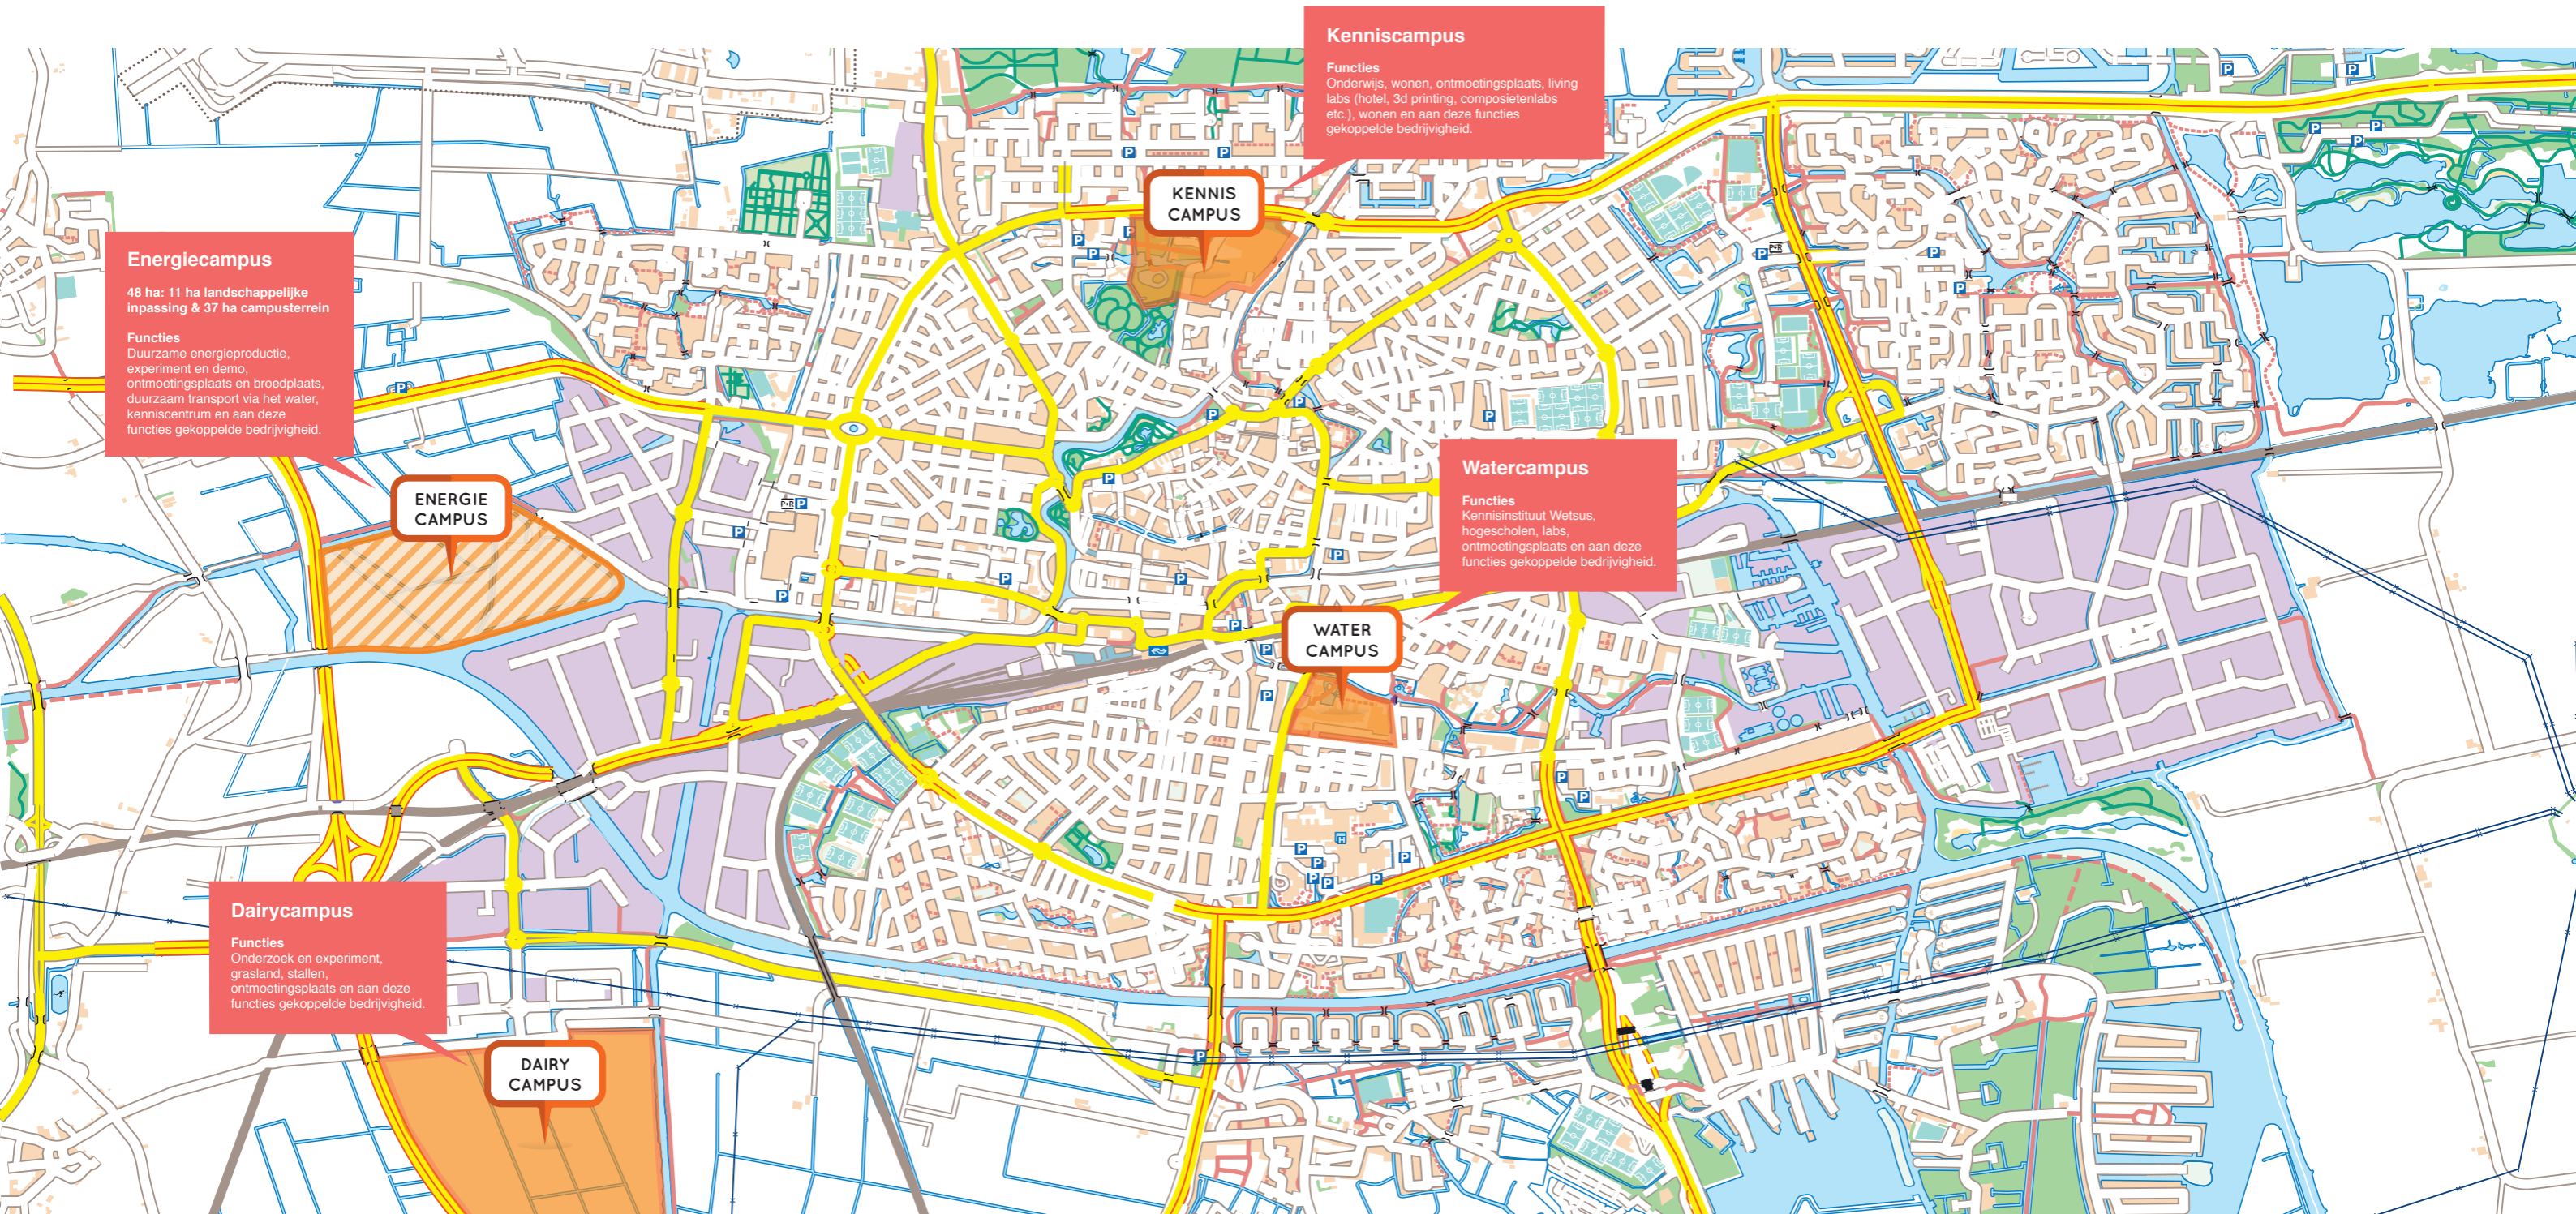 Kenniscampus
Functies
Onderwijs, wonen, ontmoetingsplaats, living
labs (hotel, 3d printing, composietenlabs
etc.), wonen en aan deze functies
gekoppelde bedrijvigheid.
KENNIS
CAMPUS
Energiecampus
48 ha: 11 ha landschappelijke
inpassing & 37 ha campusterrein
Functies
Duurzame energieproductie,
experiment en demo,
ontmoetingsplaats en broedplaats,
duurzaam transport via het water,
kenniscentrum en aan deze
functies gekoppelde bedrijvigheid.
ENERGIE
CAMPUS
Watercampus
Functies
Kennisinstituut Wetsus,
hogescholen, labs,
ontmoetingsplaats en aan deze
functies gekoppelde bedrijvigheid.
WATER
CAMPUS
Dairycampus
Functies
Onderzoek en experiment,
grasland, stallen,
ontmoetingsplaats en aan deze
functies gekoppelde bedrijvigheid.
DAIRY
CAMPUS
P+R
P
P+R
P
H